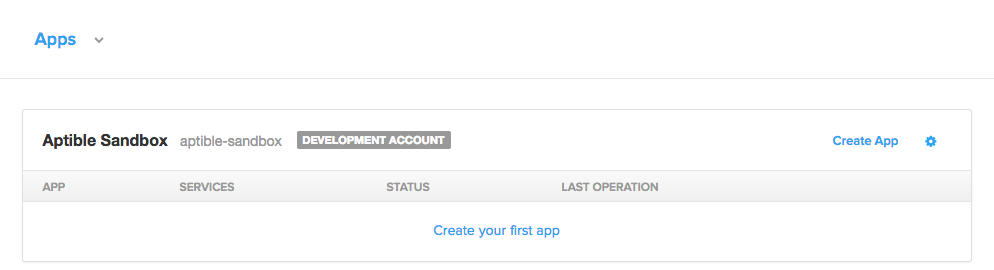 Apps
Aptible Sandbox aptible-sandbox DEVELOPMENT ACCOUNT Create App
APP SERVICES STATUS LAST OPERATION
Create your first app